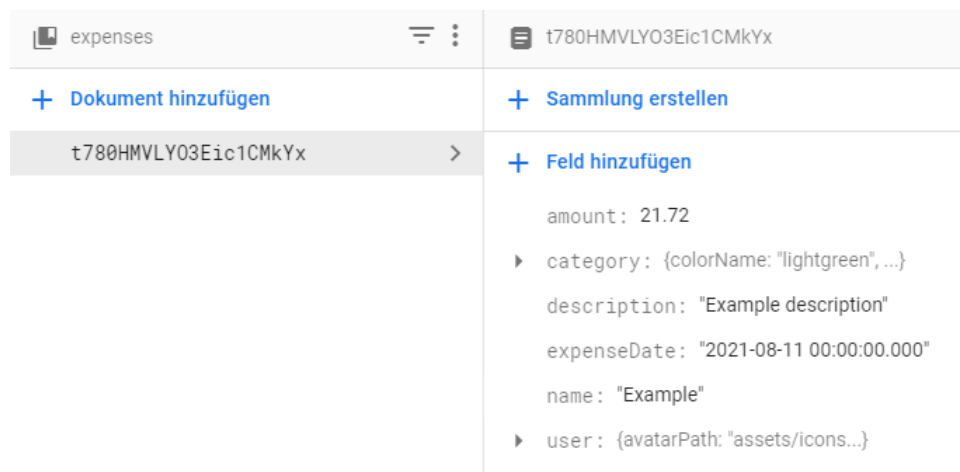 expenses
Dokument hinzufügen
t780HMVLYO3Eic1CMkYx
t780HMVLYO3Eic1CMkYx
Sammlung erstellen
Feld hinzufügen
amount: 21.72
category: {colorName: "lightgreen", ...}
description: "Example description"
expenseDate: "2021-08-11 00:00:00.000"
name: "Example"
user: {avatarPath: "assets/icons...}